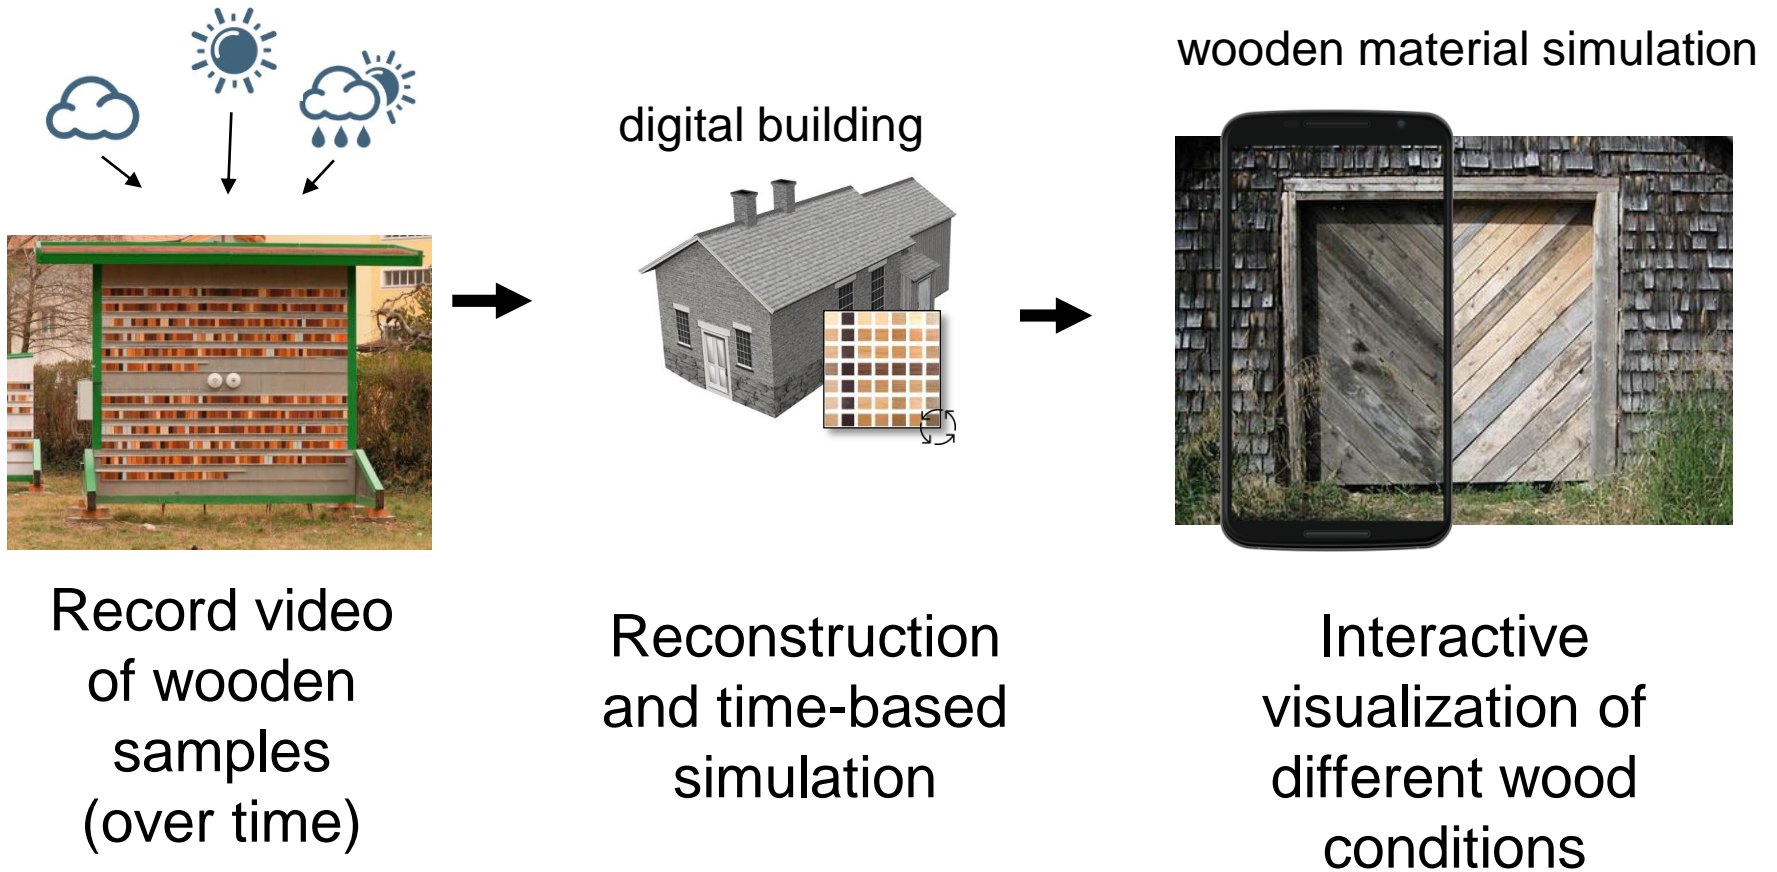 wooden material simulation
digital building
Record video
of wooden
samples
(over time)
Reconstruction
and time-based
simulation
Interactive
visualization of
different wood
conditions